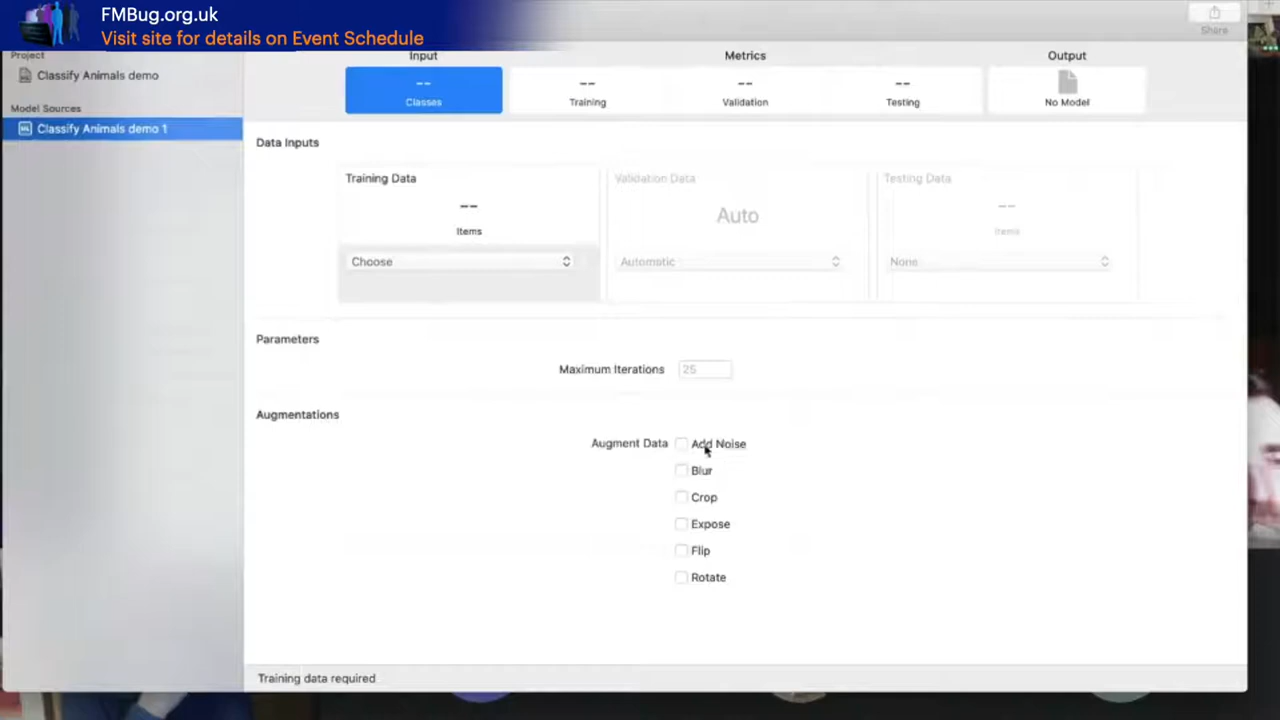 FMBug.org.uk
Visit site for details on Event Schedule
Share
Project
Classify Animals demo
Model Sources
Classify Animals demo 1
Input
Metrics
Output
--
Classes
--
Training
--
Validation
--
Testing
No Model
Data Inputs
Training Data
--
Items
Choose
Validation Data
Auto
Automatic
Testing Data
--
Items
None
Parameters
Maximum Iterations
25
Augmentations
Augment Data
Add Noise
Blur
Crop
Expose
Flip
Rotate
Training data required